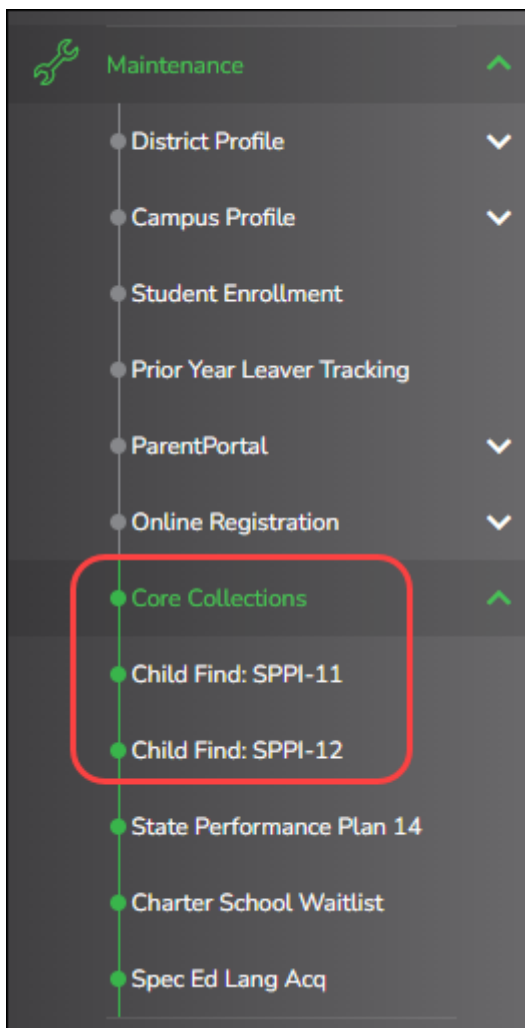 Maintenance
District Profile
Campus Profile
Student Enrollment
Prior Year Leaver Tracking
ParentPortal
Online Registration
Core Collections
Child Find: SPPI-11
Child Find: SPPI-12
State Performance Plan 14
Charter School Waitlist
Spec Ed Lang Acq